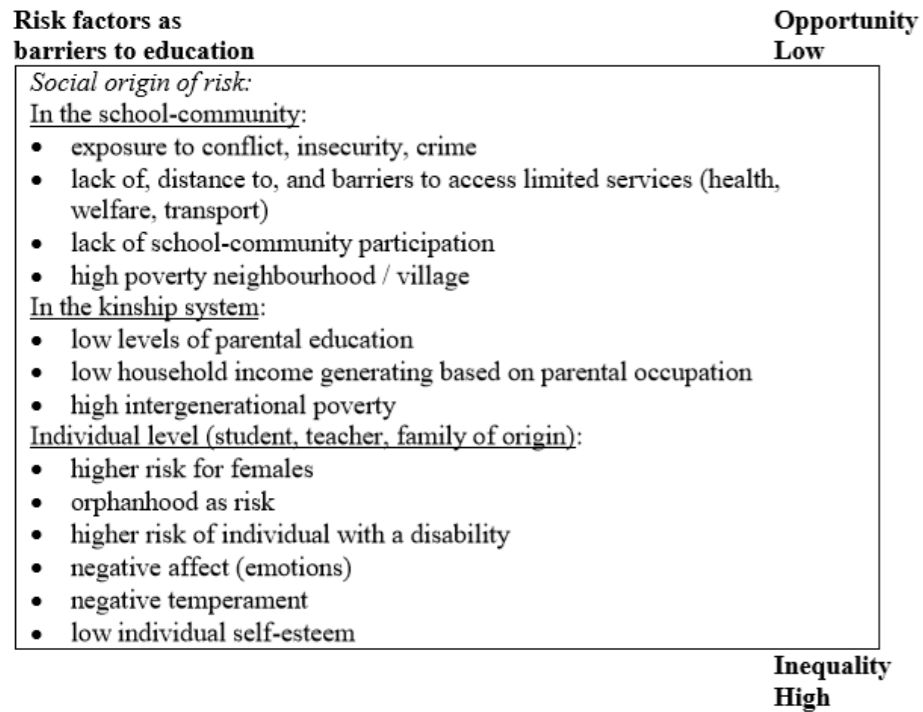 Risk factors as
barriers to education
Opportunity
Low
Social origin of risk:
In the school-community:
• exposure to conflict, insecurity, crime
• lack of, distance to, and barriers to access limited services (health,
welfare, transport)
• lack of school-community participation
• high poverty neighbourhood / village
In the kinship system:
• low levels of parental education
• low household income generating based on parental occupation
• high intergenerational poverty
Individual level (student, teacher, family of origin):
• higher risk for females
• orphanhood as risk
• higher risk of individual with a disability
• negative affect (emotions)
• negative temperament
• low individual self-esteem
Inequality
High